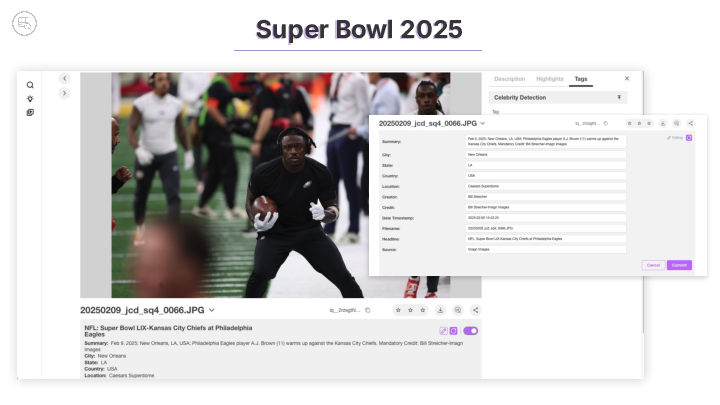 Super Bowl 2025
Description Highlights Tags
Celebrity Detection
Tag
20250209_jcd_sq4_0066.JPG
Summary: Feb 9, 2025; New Orleans, LA, USA; Philadelphia Eagles player A.J. Brown (11) warms up against the
Kansas City Chiefs. Mandatory Credit: Bill Streicher-Imagn Images
City: New Orleans
State: LA
Country: USA
Location: Caesars Superdome
Creator: Bill Streicher
Credit: Bill Streicher-Imagn Images
Date Timestamp:
Filename: 20250209_jcd_sq4_0066.JPG
Headline: NFL: Super Bowl LIX-Kansas City Chiefs at Philadelphia Eagles
Source: Imagn Images
Cancel Commit
20250209_jcd_sq4_0066.JPG
NFL: Super Bowl LIX-Kansas City Chiefs at Philadelphia
Eagles
Summary: Feb 9, 2025; New Orleans, LA, USA; Philadelphia Eagles player A.J. Brown (11) warms up against the Kansas City Chiefs. Mandatory Credit: Bill Streicher-Imagn
Images
City: New Orleans
State: LA
Country: USA
Location: Caesars Superdome